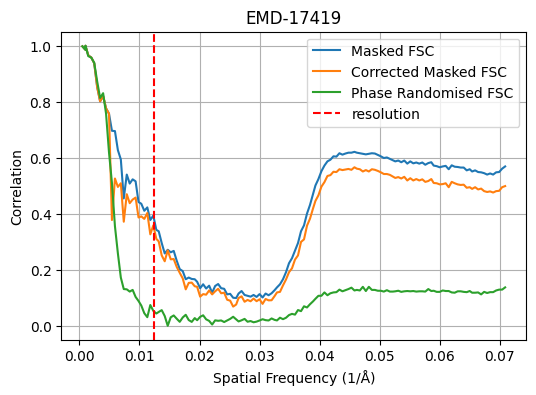 EMD-17419
Masked FSC
Corrected Masked FSC
Phase Randomised FSC
resolution
Correlation
1.0
0.8
0.6
0.4
0.2
0.0
0.00 0.01 0.02 0.03 0.04 0.05 0.06 0.07
Spatial Frequency (1/Å)